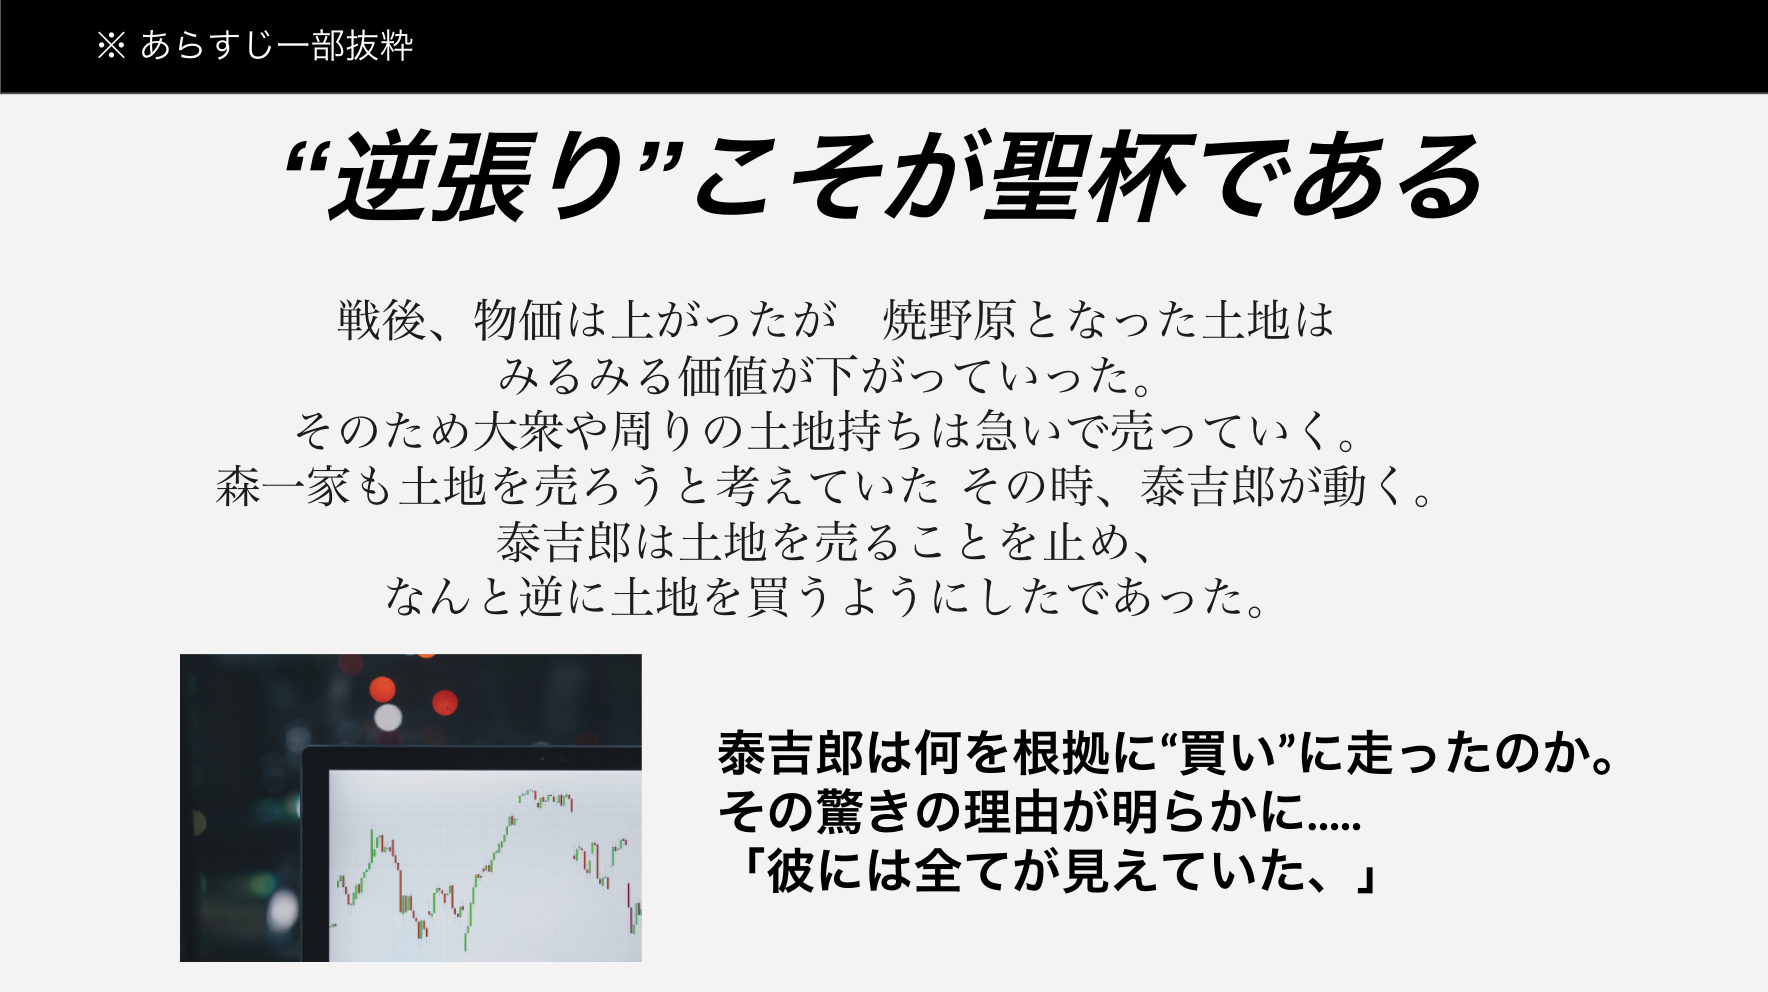 ※ あらすじ一部抜粋
“逆張り”こそが聖杯である
戦後、物価は上がったが　焼野原となった土地は
みるみる価値が下がっていった。
そのため大衆や周りの土地持ちは急いで売っていく。
森一家も土地を売ろうと考えていた その時、泰吉郎が動く。
泰吉郎は土地を売ることを止め、
なんと逆に土地を買うようにしたであった。
泰吉郎は何を根拠に“買い”に走ったのか。
その驚きの理由が明らかに.....
「彼には全てが見えていた、」